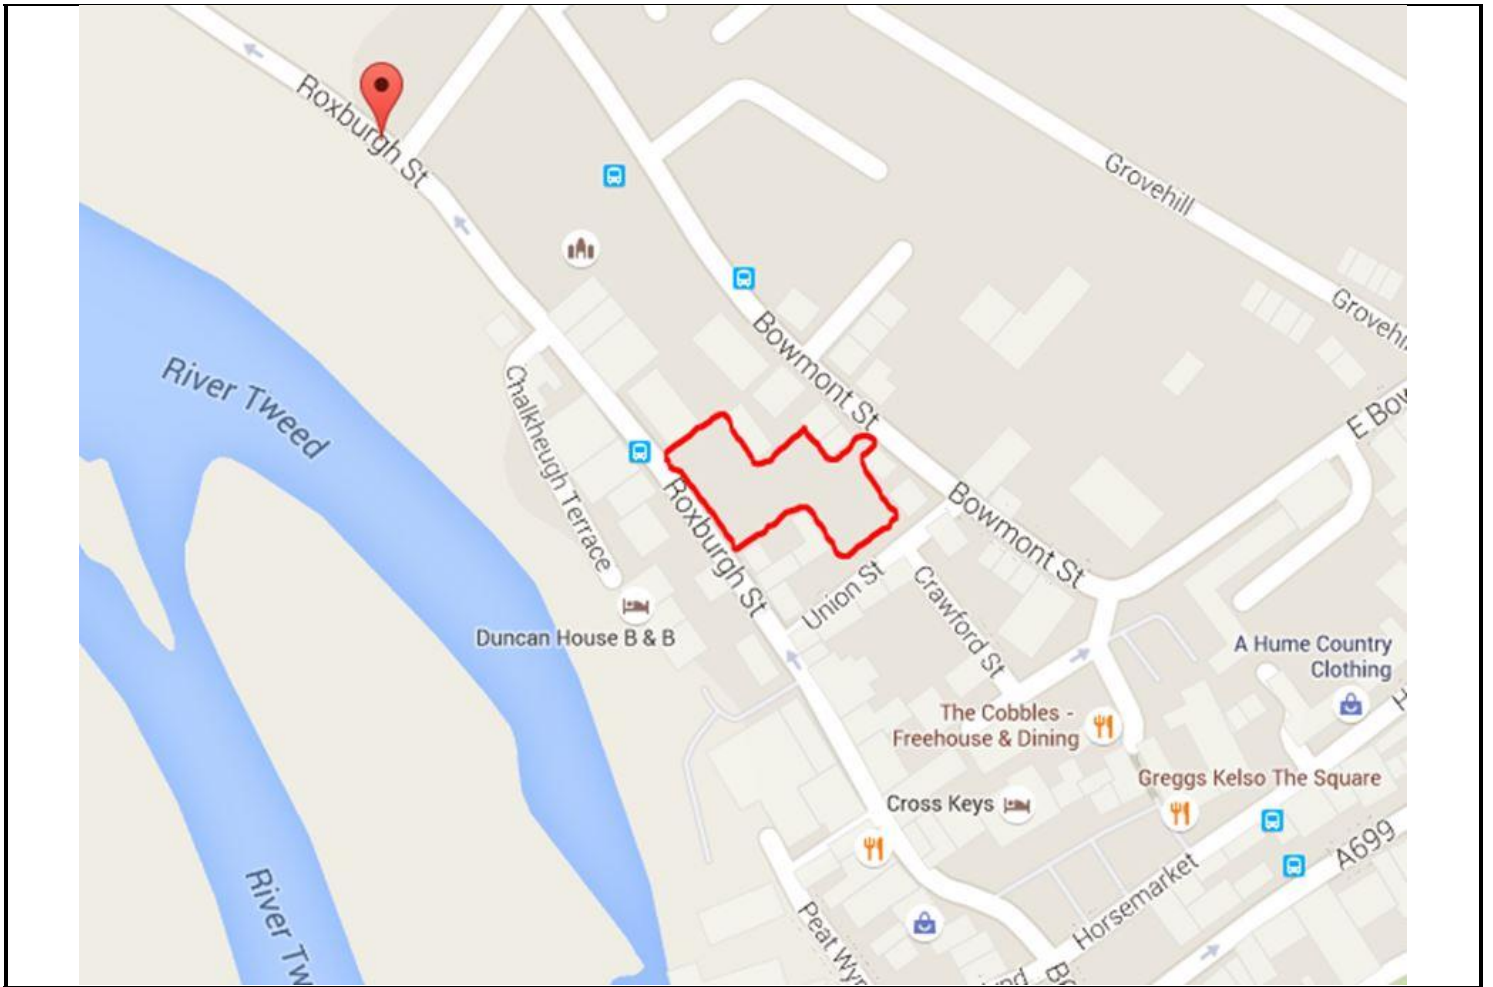 Roxburgh St
Grovehill
Grovehi
Bowmont St
River Tweed
Chalkheugh Terrace
E Bow
Roxburgh St
Bowmont St
Union St
Crawford St
Duncan House B & B
A Hume Country
Clothing
The Cobbles -
Freehouse & Dining
Greggs Kelso The Square
Cross Keys
A699
Horsemarket
River Tw
Peat Wyn